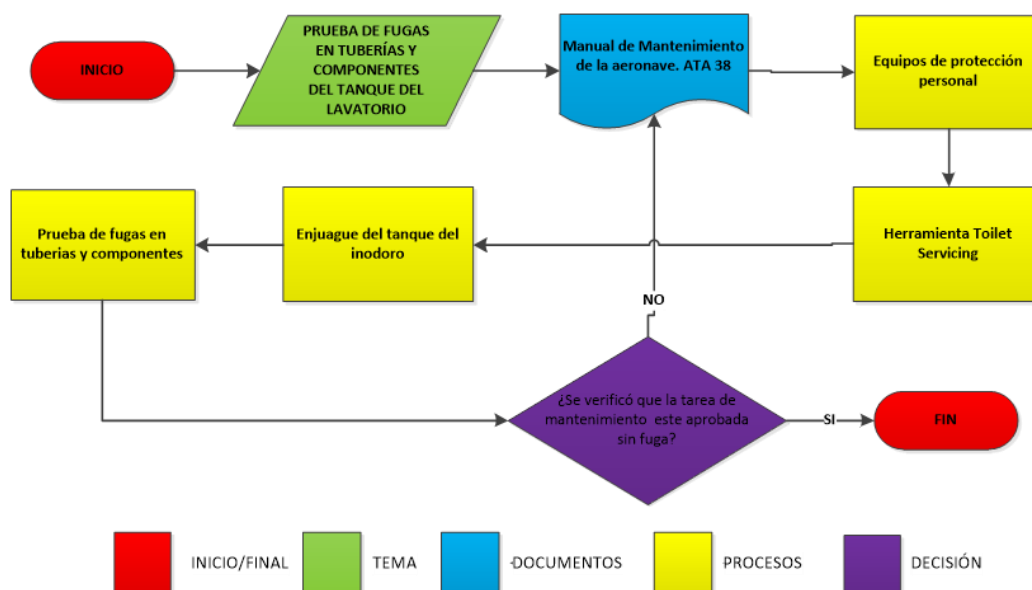 INICIO
PRUEBA DE FUGAS
EN TUBERÍAS Y
COMPONENTES
DEL TANQUE DEL
LAVATORIO
Manual de Mantenimiento
de la aeronave. ATA 38
Equipos de protección
personal
Herramienta Toilet
Servicing
Enjuague del tanque del
inodoro
Prueba de fugas en
tuberias y componentes
NO
¿Se verificó que la tarea de
mantenimiento este aprobada
sin fuga?
SI
FIN
INICIO/FINAL
TEMA
DOCUMENTOS
PROCESOS
DECISIÓN